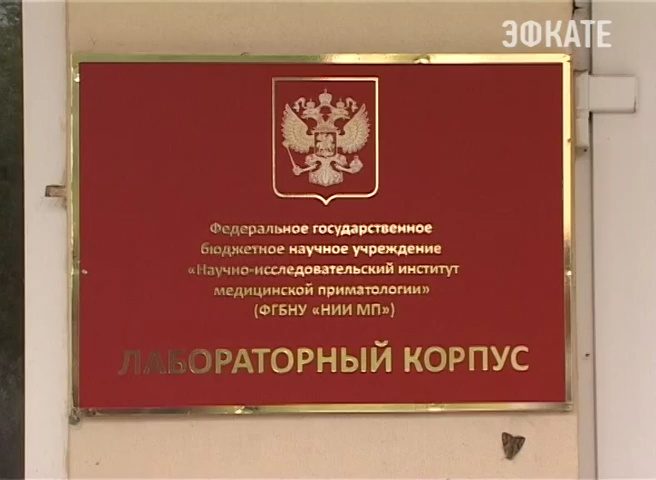 ЭФКАТЕ
Федеральное государственное
бюджетное научное учреждение
«Научно-исследовательский институт
медицинской приматологии»
(ФГБНУ «НИИ МП»)
ЛАБОРАТОРНЫЙ КОРПУС